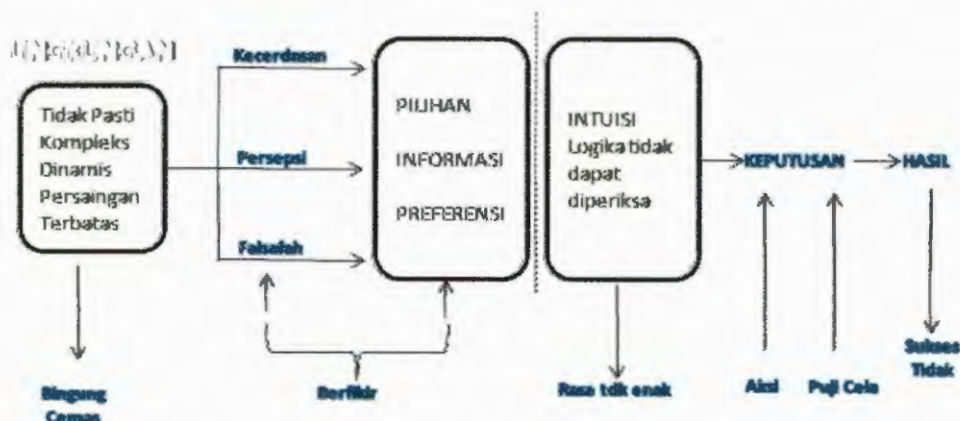 LINGKUNGAN
Tidak Pasti
Kompleks
Dinamis
Persaingan
Terbatas
Bingung
Cemas
Kecerdasan
Persepsi
Falsafah
Berfikir
PILIHAN
INFORMASI
PREFERENSI
INTUISI
Logika tidak
dapat
diperiksa
Rasa tdk enak
KEPUTUSAN
HASIL
Aksi
Puji Cela
Sukses
Tidak